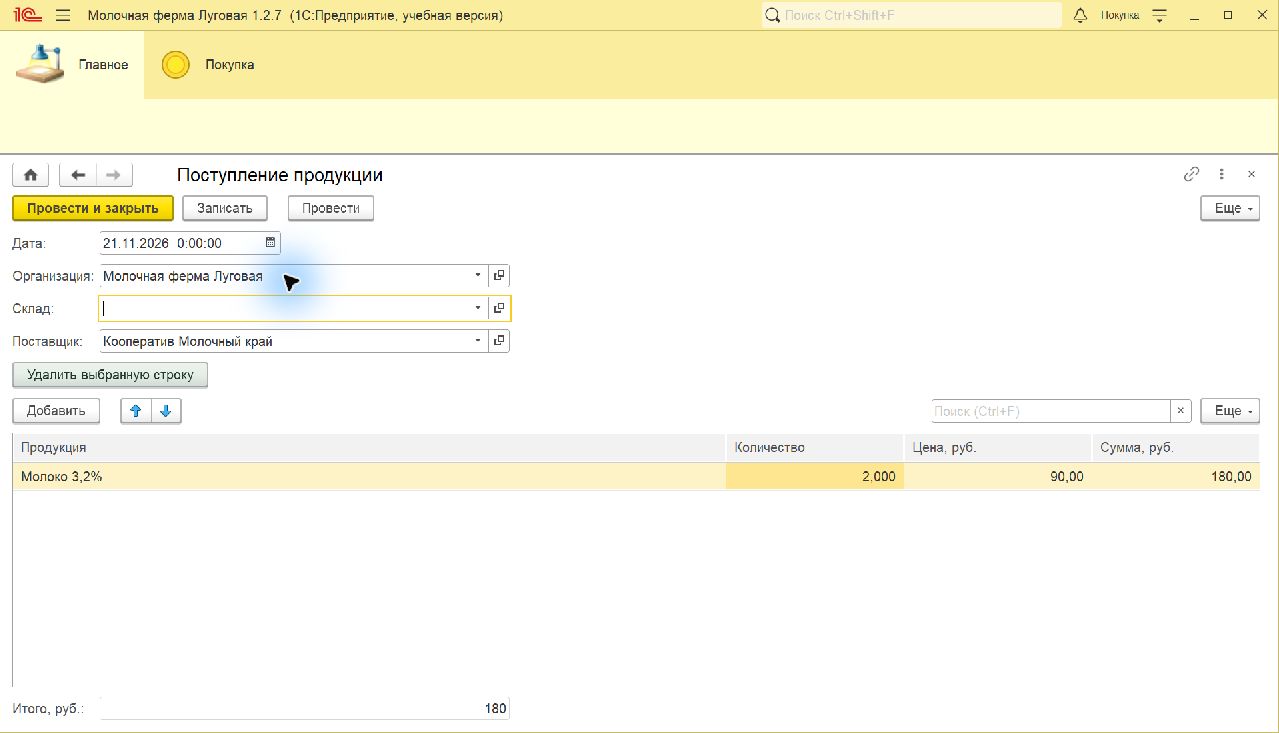 1С Молочная ферма Луговая 1.2.7 (1С:Предприятие, учебная версия) Поиск Ctrl+Shift+F Покупка
Главное Покупка
Поступление продукции
Провести и закрыть Записать Провести Еще
Дата: 21.11.2026 0:00:00
Организация: Молочная ферма Луговая
Склад:
Поставщик: Кооператив Молочный край
Удалить выбранную строку
Добавить Поиск (Ctrl+F) × Еще
Продукция Количество Цена, руб. Сумма, руб.
Молоко 3,2% 2,000 90,00 180,00
Итого, руб.: 180